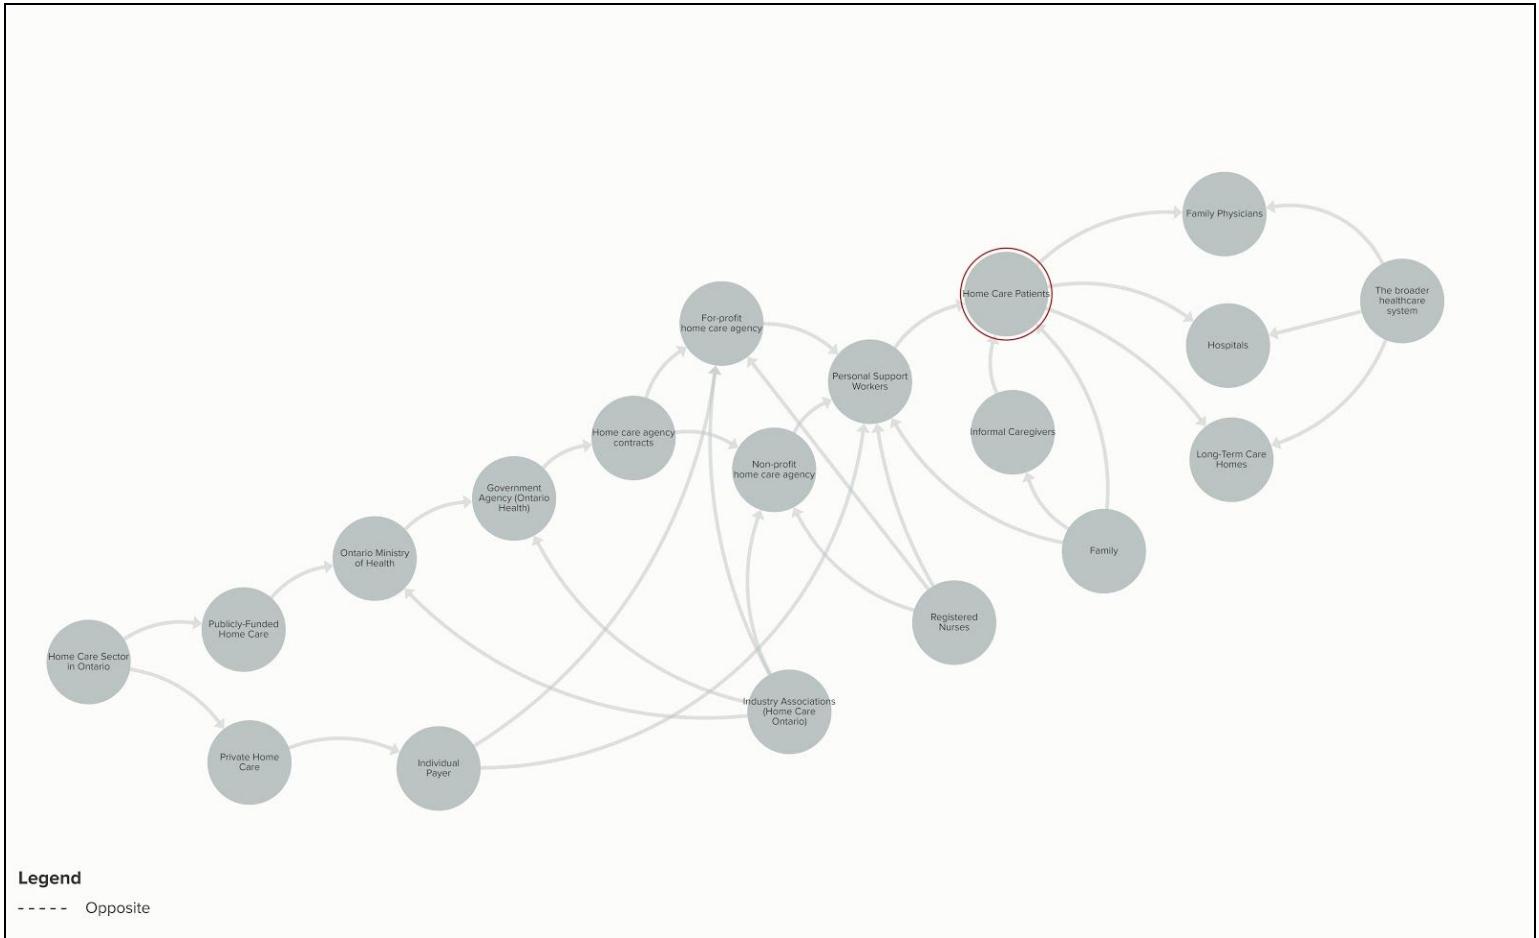 Family Physicians
Home Care Patients
The broader
healthcare
system
For-profit
home care agency
Hospitals
Personal Support
Workers
Home care agency
contracts
Informal Caregivers
Long-Term Care
Homes
Non-profit
home care agency
Government
Agency (Ontario
Health)
Ontario Ministry
of Health
Family
Publicly-Funded
Home Care
Registered
Nurses
Home Care Sector
in Ontario
Industry Associations
(Home Care
Ontario)
Private Home
Care
Individual
Payer
Legend
Opposite